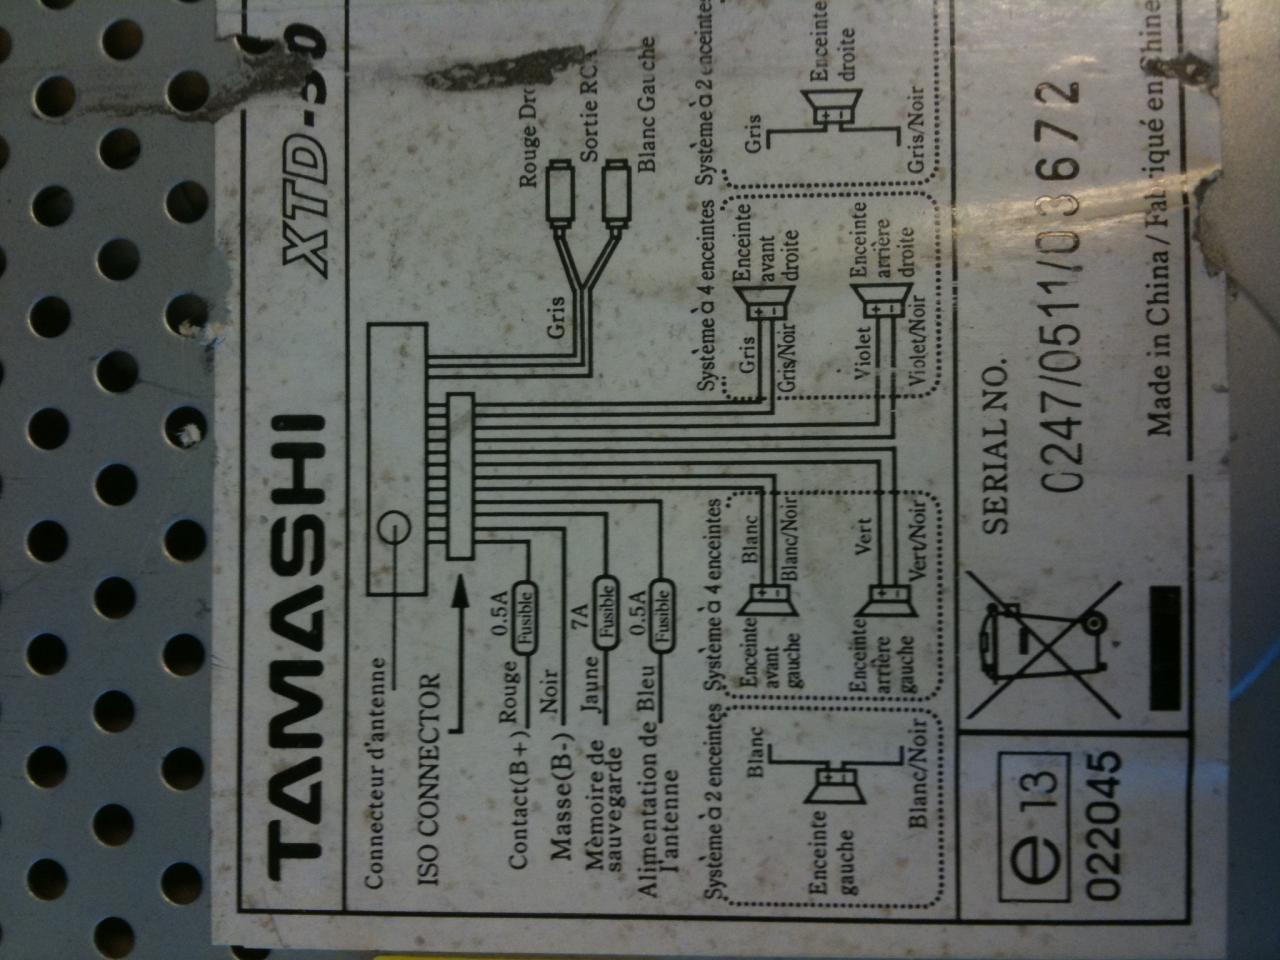 TAMASHI
Connecteur d'antenne
ISO CONNECTOR
Gris
Rouge
Sortie
Blanc Gauche
Contact(B+) Rouge
0.5A
Fusible
Masse(B-) Noir
Mèmoire de
sauvegarde
Jaune
7A
Fusible
Alimentation de
l'antenne
Bleu
0.5A
Fusible
Système à 2 enceintes
Blanc
Enceinte
gauche
Blanc/Noir
Système à 4 enceintes
Enceinte
avant
gauche
Blanc
Blanc/Noir
Enceinte
arrière
gauche
Vert
Vert/Noir
Système à 4 enceintes
Gris
Gris/Noir
Enceinte
avant
droite
Violet
Violet/Noir
Enceinte
arrière
droite
Système à 2 enceintes
Gris
Enceinte
droite
Gris/Noir
e 13
022045
SERIAL NO.
0247/0511/03672
Made in China / Fabriqué en Chine